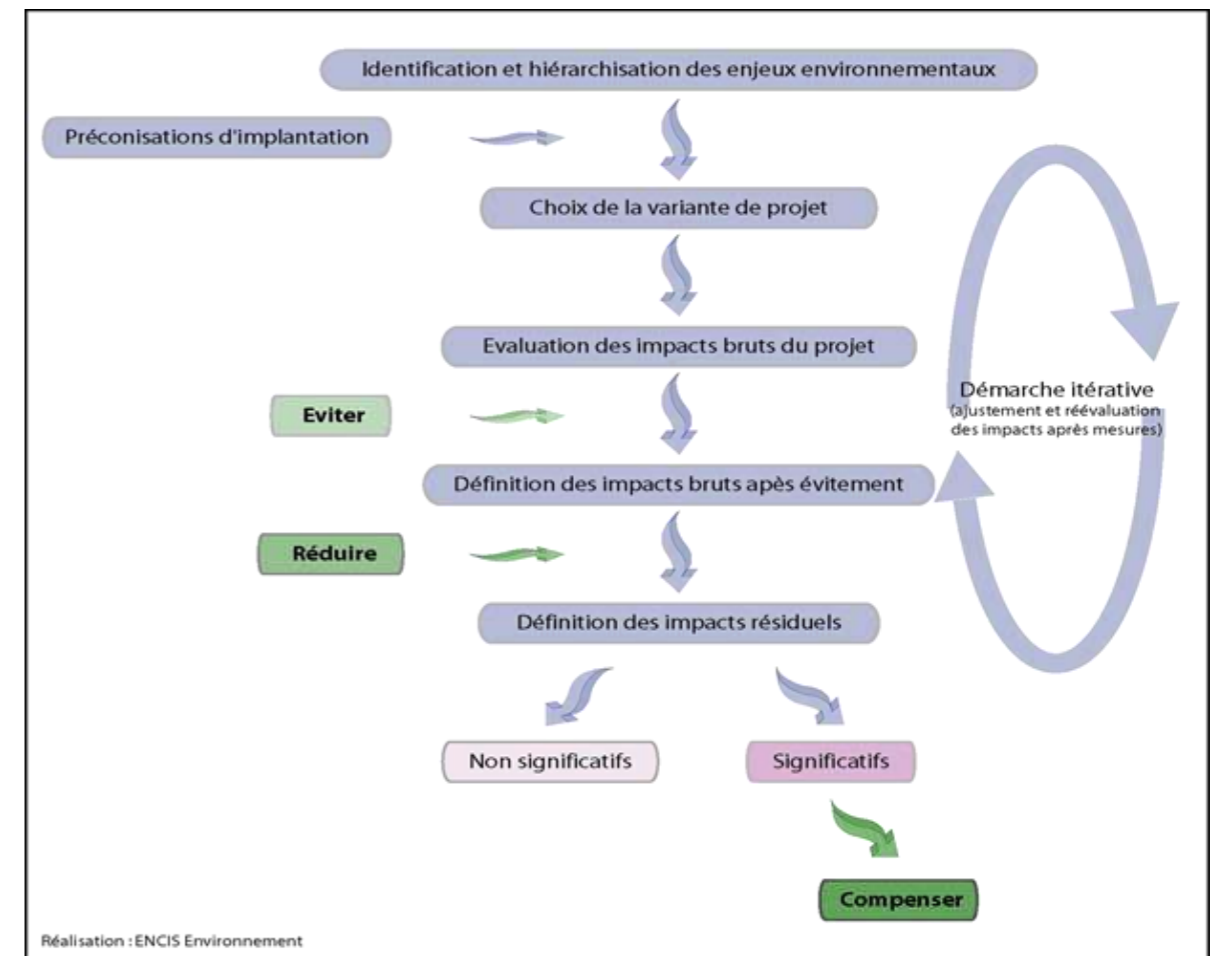 Identification et hiérarchisation des enjeux environnementaux
Préconisations d'implantation
Choix de la variante de projet
Evaluation des impacts bruts du projet
Démarche itérative
(ajustement et réévaluation
des impacts après mesures)
Eviter
Définition des impacts bruts apès évitement
Réduire
Définition des impacts résiduels
Non significatifs
Significatifs
Compenser
Réalisation : ENCIS Environnement